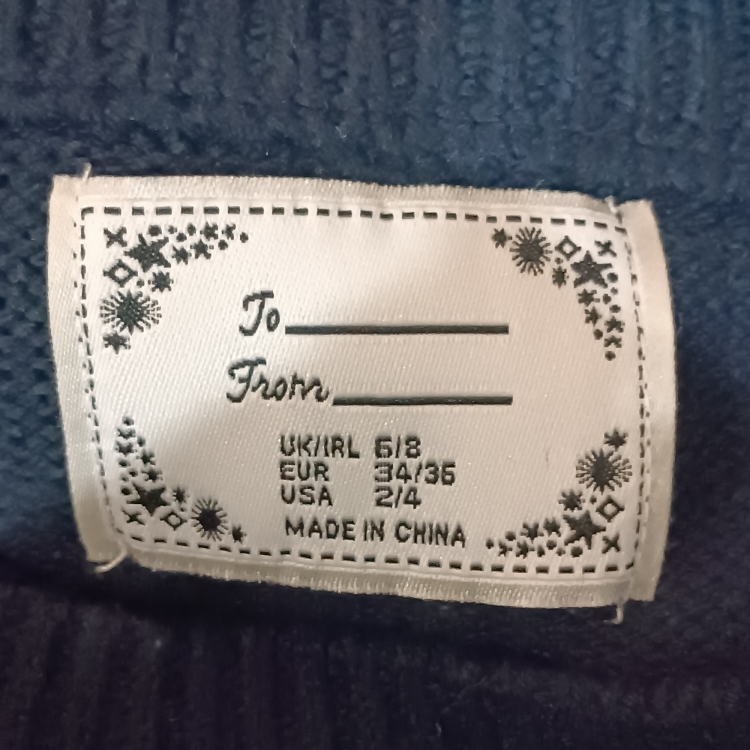 To
From
UK/IRL 6/8
EUR 34/36
USA 2/4
MADE IN CHINA